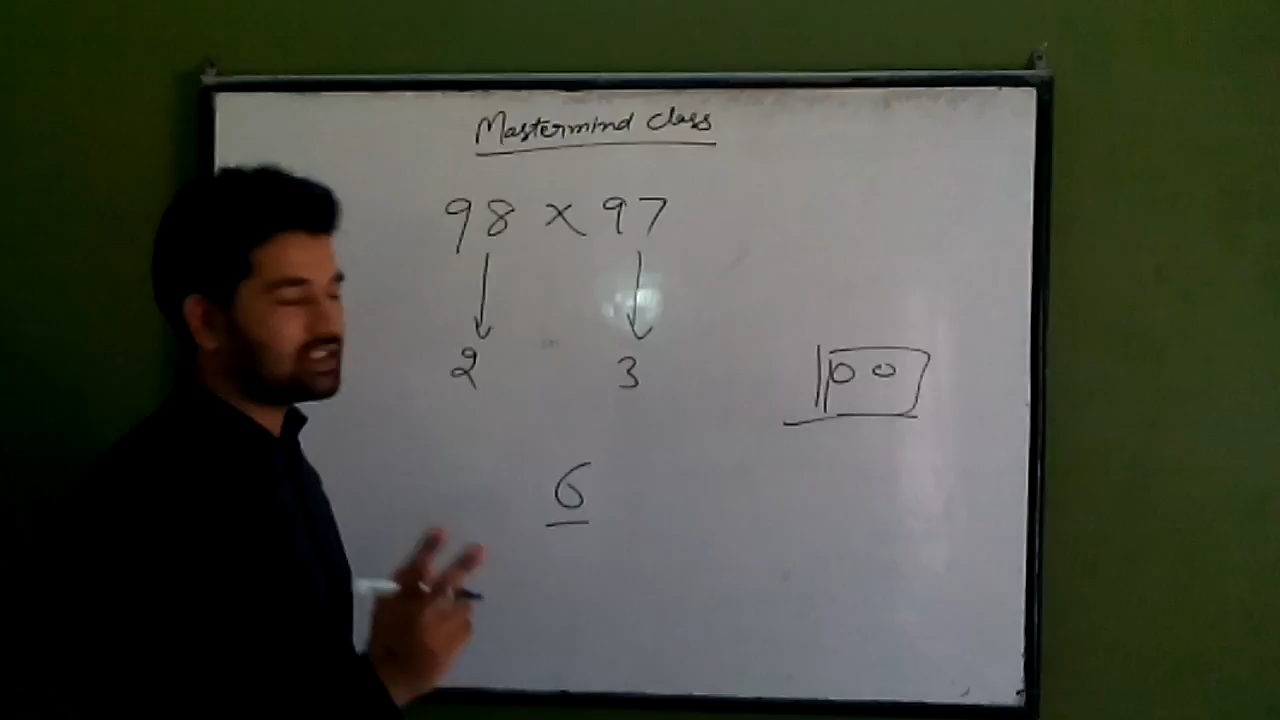 Mastermind class
98 × 97
↓ ↓
2 3
100
6